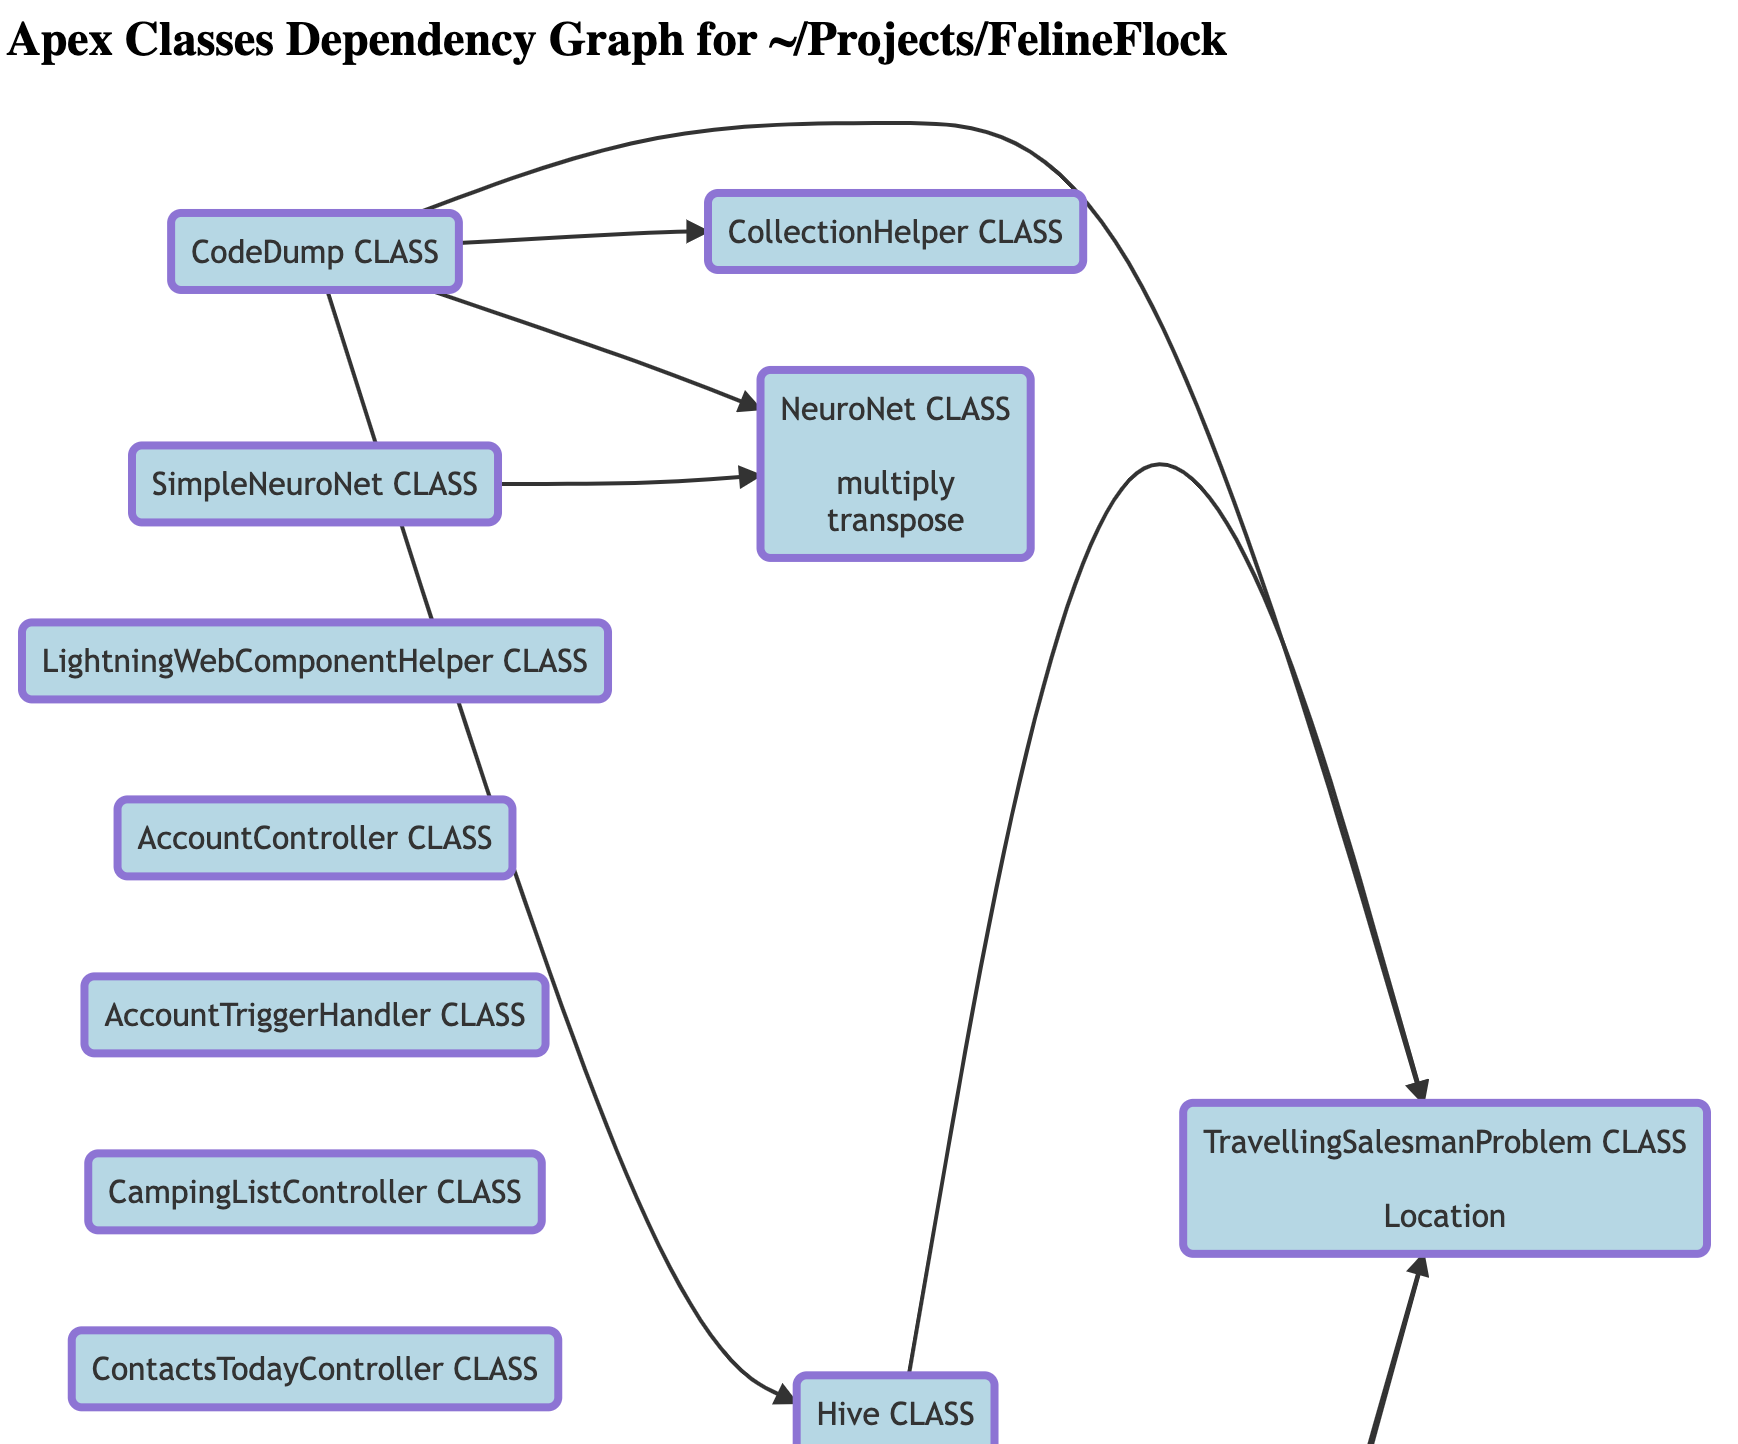 Apex Classes Dependency Graph for ~/Projects/FelineFlock
CodeDump CLASS
CollectionHelper CLASS
NeuroNet CLASS
multiply
transpose
SimpleNeuroNet CLASS
LightningWebComponentHelper CLASS
AccountController CLASS
AccountTriggerHandler CLASS
TravellingSalesmanProblem CLASS
Location
CampingListController CLASS
ContactsTodayController CLASS
Hive CLASS